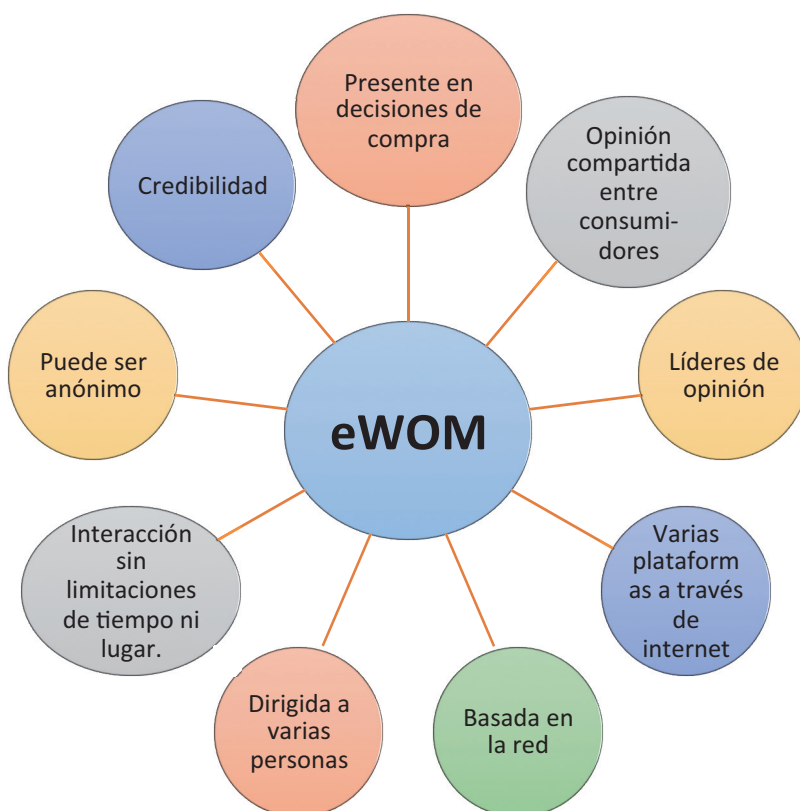 Presente en
decisiones de
compra
Opinión
compartida
entre
consumi-
dores
Líderes de
opinión
Varias
plataform
as a través
de
internet
Basada en
la red
Dirigida a
varias
personas
Interacción
sin
limitaciones
de tiempo ni
lugar.
Puede ser
anónimo
Credibilidad
eWOM